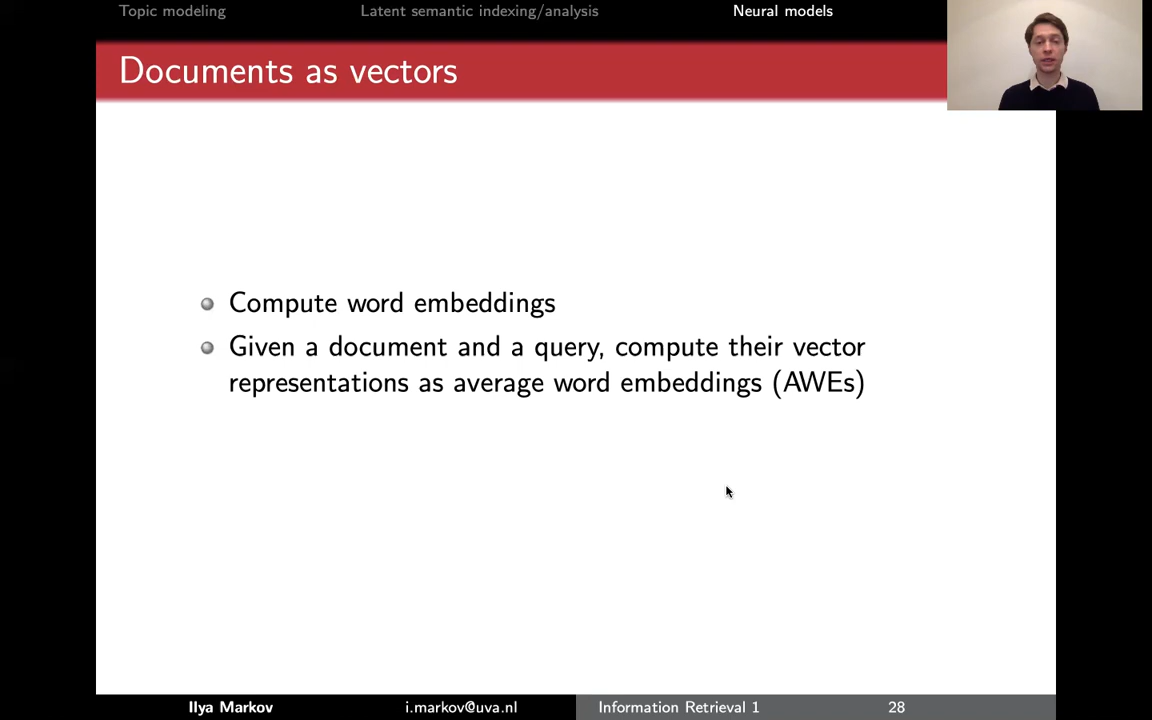 Topic modeling Latent semantic indexing/analysis Neural models
Documents as vectors
Compute word embeddings
Given a document and a query, compute their vector
representations as average word embeddings (AWEs)
Ilya Markov i.markov@uva.nl Information Retrieval 1 28